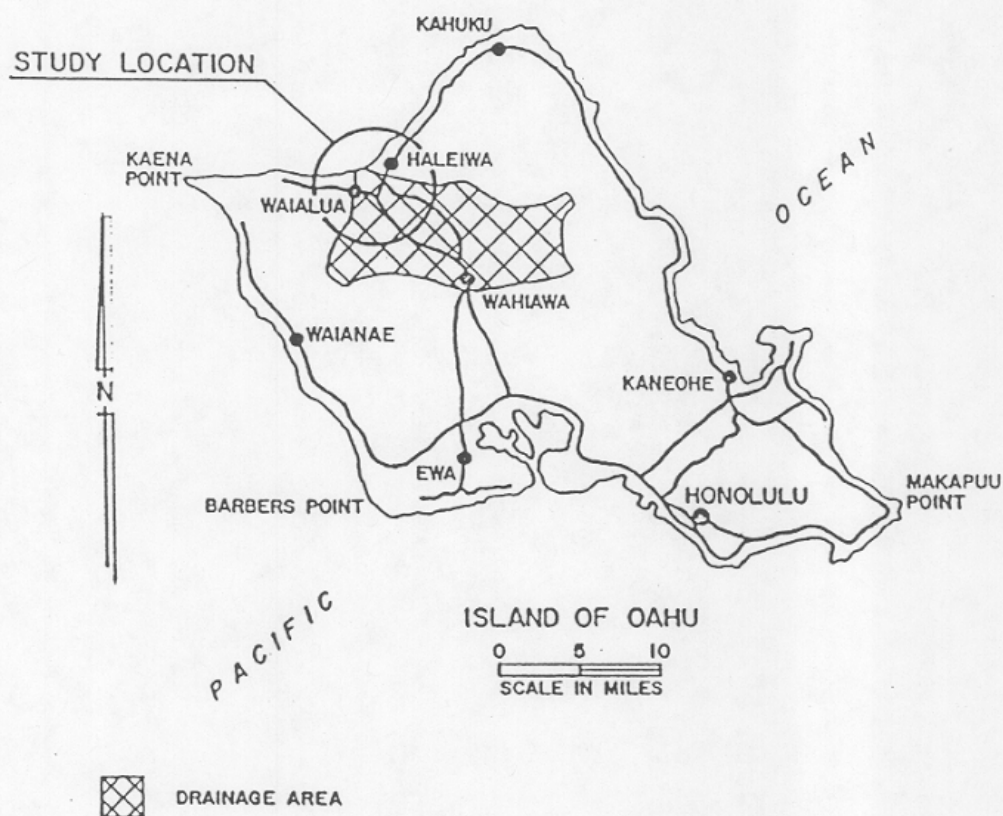 KAHUKU
STUDY LOCATION
OCEAN
KAENA
POINT
HALEIWA
WAIALUA
WAHIAWA
WAIANAE
N
KANEOHE
EWA
BARBERS POINT
HONOLULU
MAKAPUU
POINT
PACIFIC
ISLAND OF OAHU
0 5 10
SCALE IN MILES
DRAINAGE AREA